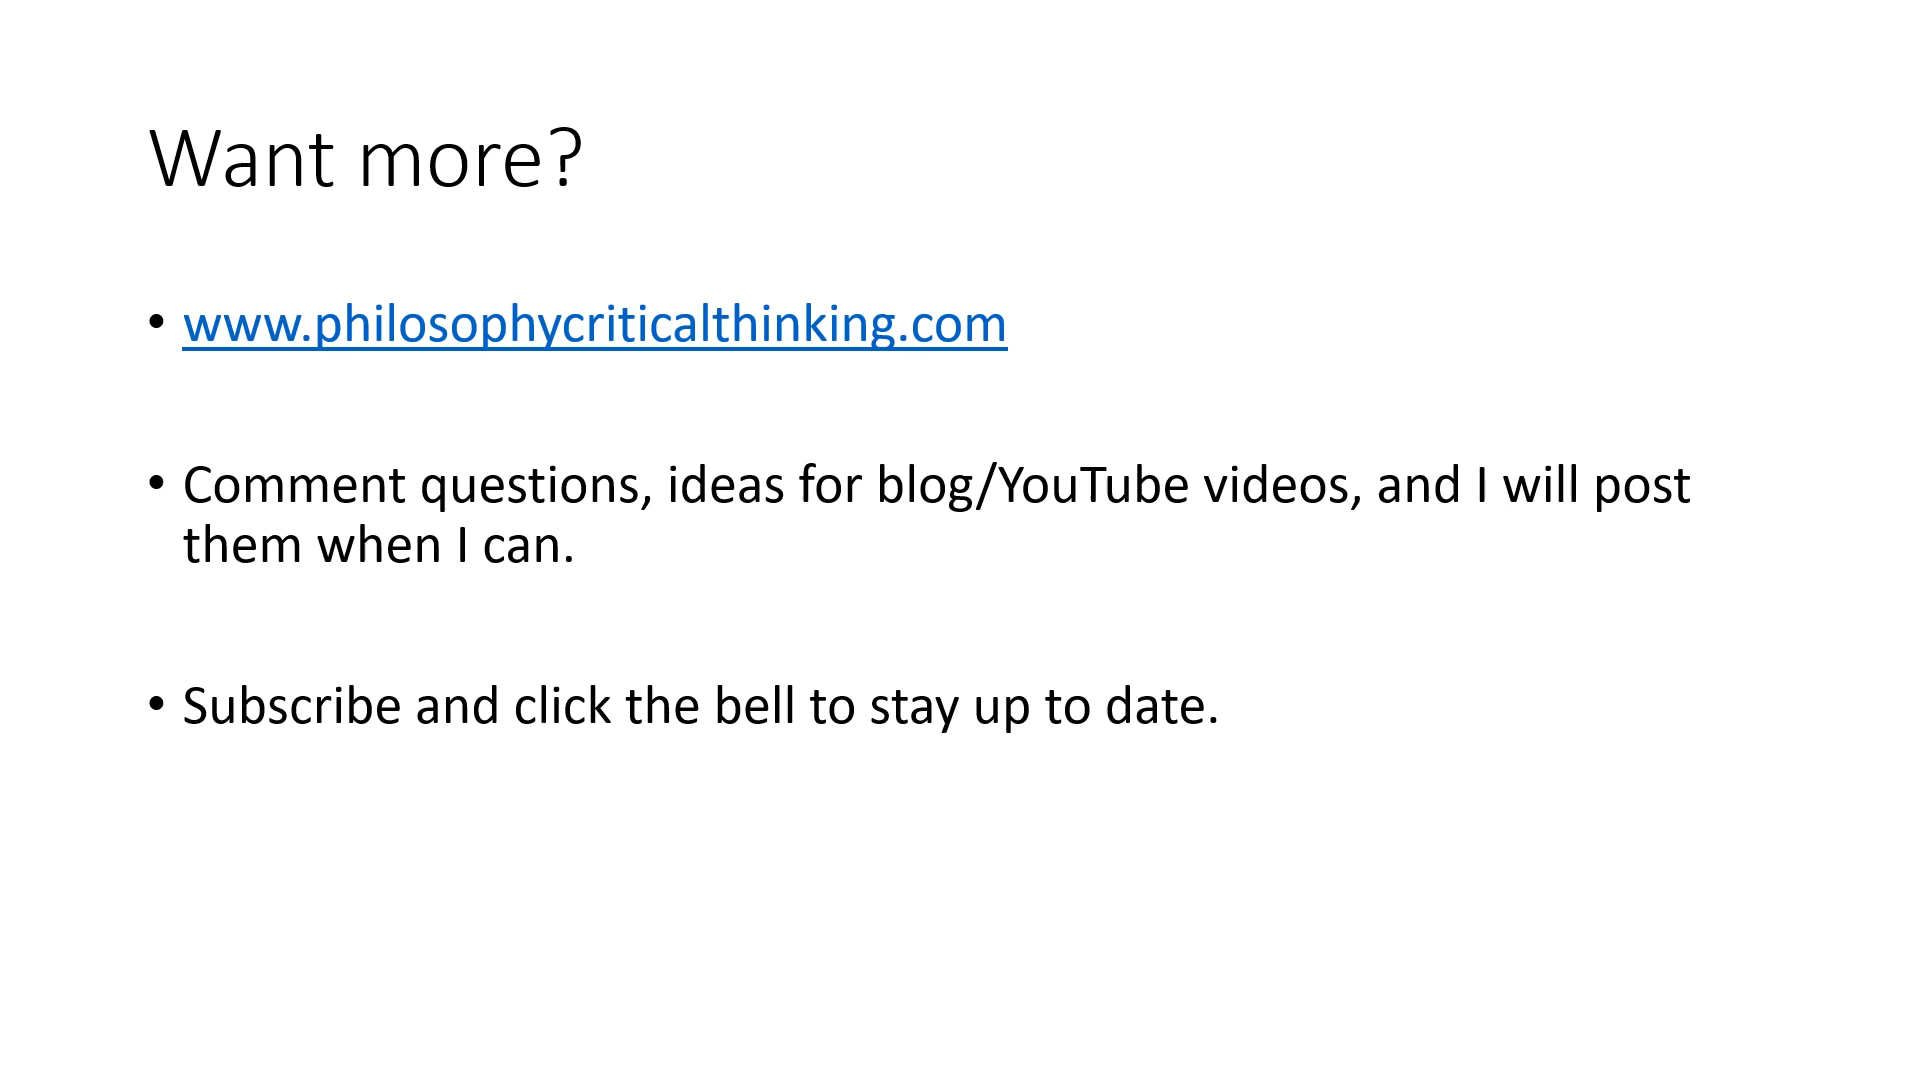 Want more?
• www.philosophycriticalthinking.com
• Comment questions, ideas for blog/YouTube videos, and I will post
them when I can.
• Subscribe and click the bell to stay up to date.